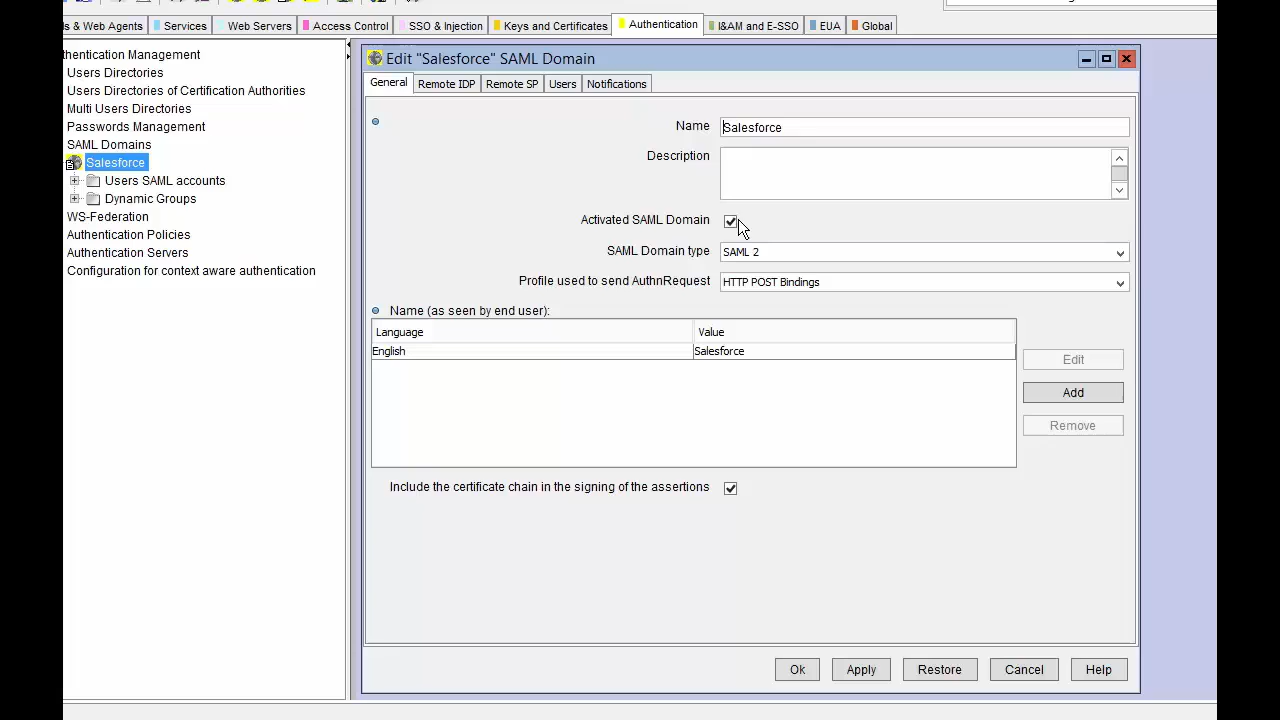 ls & Web Agents Services Web Servers Access Control SSO & Injection Keys and Certificates Authentication I&AM and E-SSO EUA Global
thentication Management
Users Directories
Users Directories of Certification Authorities
Multi Users Directories
Passwords Management
SAML Domains
Salesforce
Users SAML accounts
Dynamic Groups
WS-Federation
Authentication Policies
Authentication Servers
Configuration for context aware authentication
Edit "Salesforce" SAML Domain
General Remote IDP Remote SP Users Notifications
Name Salesforce
Description
Activated SAML Domain
SAML Domain type SAML 2
Profile used to send AuthnRequest HTTP POST Bindings
Name (as seen by end user):
Language Value
English Salesforce
Edit
Add
Remove
Include the certificate chain in the signing of the assertions
Ok Apply Restore Cancel Help